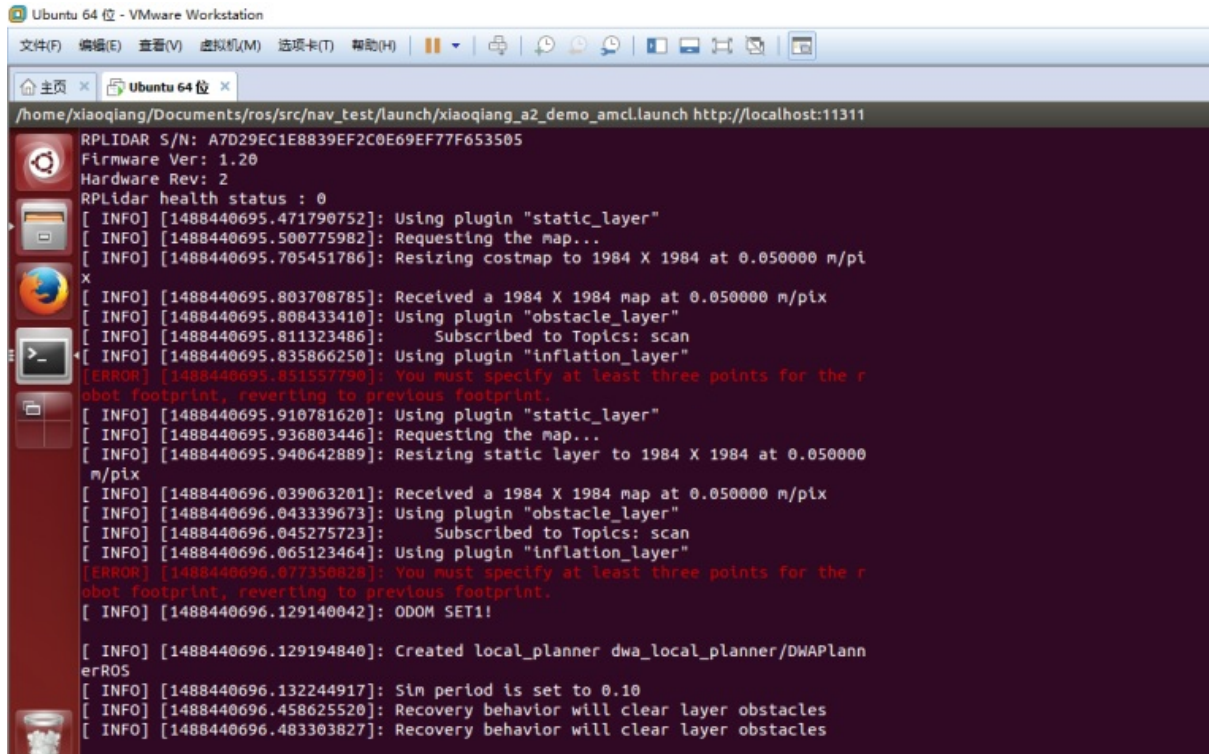 Ubuntu 64 位 - VMware Workstation
文件(F) 编辑(E) 查看(V) 虚拟机(M) 选项卡(T) 帮助(H)
主页 × Ubuntu 64 位 ×
/home/xiaoqiang/Documents/ros/src/nav_test/launch/xiaoqiang_a2_demo_amcl.launch http://localhost:11311
RPLIDAR S/N: A7D29EC1E8839EF2C0E69EF77F653505
Firmware Ver: 1.20
Hardware Rev: 2
RPLidar health status : 0
[ INFO] [1488440695.471790752]: Using plugin "static_layer"
[ INFO] [1488440695.500775982]: Requesting the map...
[ INFO] [1488440695.705451786]: Resizing costmap to 1984 X 1984 at 0.050000 m/pi
x
[ INFO] [1488440695.803708785]: Received a 1984 X 1984 map at 0.050000 m/pix
[ INFO] [1488440695.808433410]: Using plugin "obstacle_layer"
[ INFO] [1488440695.811323486]:     Subscribed to Topics: scan
[ INFO] [1488440695.835866250]: Using plugin "inflation_layer"
[ERROR] [1488440695.851557790]: You must specify at least three points for the r
obot footprint, reverting to previous footprint.
[ INFO] [1488440695.910781620]: Using plugin "static_layer"
[ INFO] [1488440695.936803446]: Requesting the map...
[ INFO] [1488440695.940642889]: Resizing static layer to 1984 X 1984 at 0.050000
 m/pix
[ INFO] [1488440696.039063201]: Received a 1984 X 1984 map at 0.050000 m/pix
[ INFO] [1488440696.043339673]: Using plugin "obstacle_layer"
[ INFO] [1488440696.045275723]:     Subscribed to Topics: scan
[ INFO] [1488440696.065123464]: Using plugin "inflation_layer"
[ERROR] [1488440696.077350828]: You must specify at least three points for the r
obot footprint, reverting to previous footprint.
[ INFO] [1488440696.129140042]: ODOM SET1!
[ INFO] [1488440696.129194840]: Created local_planner dwa_local_planner/DWAPlann
erROS
[ INFO] [1488440696.132244917]: Sim period is set to 0.10
[ INFO] [1488440696.458625520]: Recovery behavior will clear layer obstacles
[ INFO] [1488440696.483303827]: Recovery behavior will clear layer obstacles